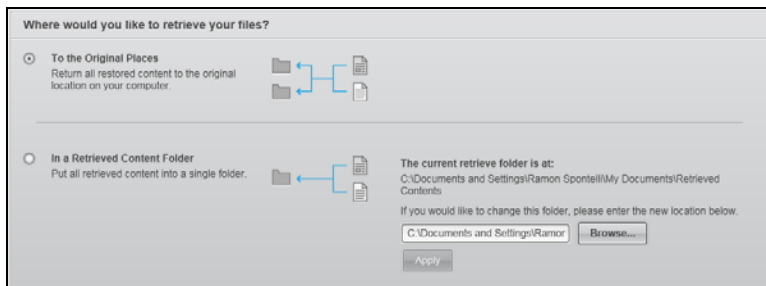 Where would you like to retrieve your files?
To the Original Places
Return all restored content to the original
location on your computer.
In a Retrieved Content Folder
Put all retrieved content into a single folder.
The current retrieve folder is at:
C:\Documents and Settings\Ramon Spontelli\My Documents\Retrieved
Contents
If you would like to change this folder, please enter the new location below.
C:\Documents and Settings\Ramor
Browse...
Apply